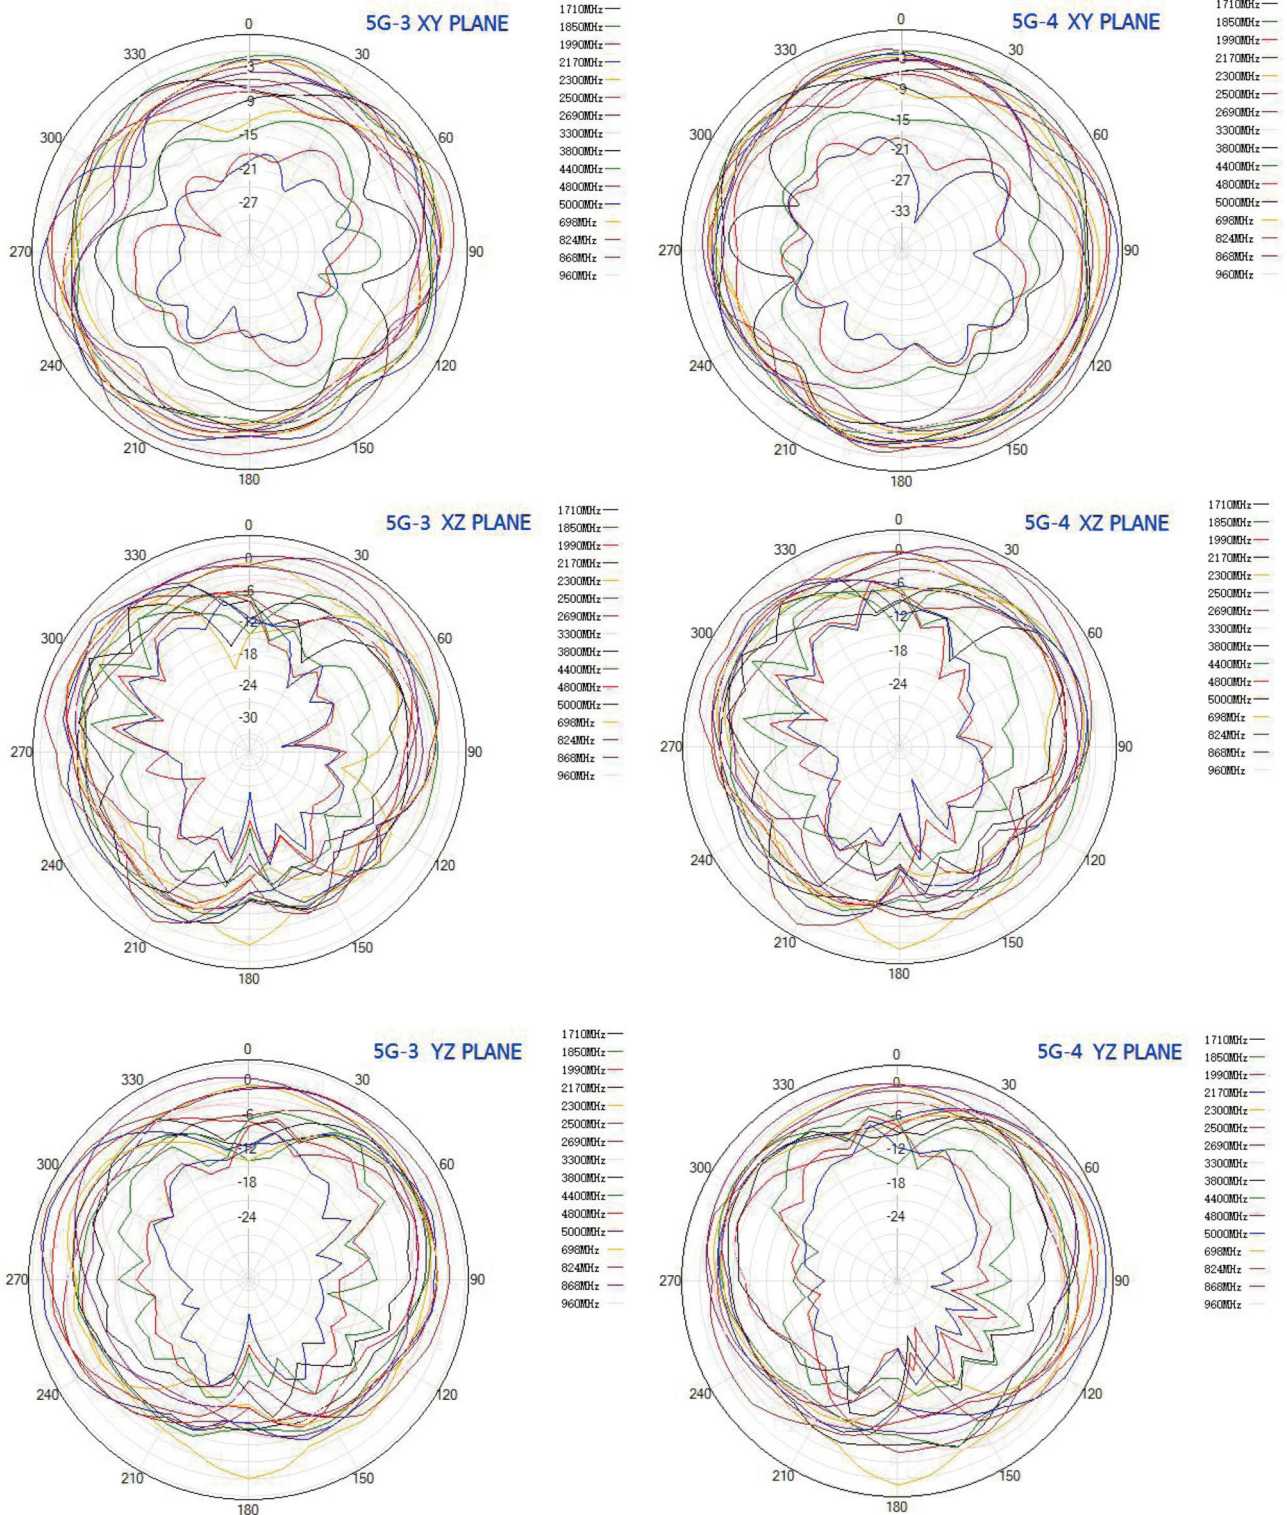 5G-3 XY PLANE
0
30
60
90
120
150
180
210
240
270
300
330
-3
-9
-15
-21
-27
1710MHz
1850MHz
1990MHz
2170MHz
2300MHz
2500MHz
2690MHz
3300MHz
3800MHz
4400MHz
4800MHz
5000MHz
698MHz
824MHz
868MHz
960MHz
5G-4 XY PLANE
0
30
60
90
120
150
180
210
240
270
300
330
-9
-15
-21
-27
-33
1710MHz
1850MHz
1990MHz
2170MHz
2300MHz
2500MHz
2690MHz
3300MHz
3800MHz
4400MHz
4800MHz
5000MHz
698MHz
824MHz
868MHz
960MHz
5G-3 XZ PLANE
0
30
60
90
120
150
180
210
240
270
300
330
0
-6
-12
-18
-24
-30
1710MHz
1850MHz
1990MHz
2170MHz
2300MHz
2500MHz
2690MHz
3300MHz
3800MHz
4400MHz
4800MHz
5000MHz
698MHz
824MHz
868MHz
960MHz
5G-4 XZ PLANE
0
30
60
90
120
150
180
210
240
270
300
330
0
-6
-12
-18
-24
1710MHz
1850MHz
1990MHz
2170MHz
2300MHz
2500MHz
2690MHz
3300MHz
3800MHz
4400MHz
4800MHz
5000MHz
698MHz
824MHz
868MHz
960MHz
5G-3 YZ PLANE
0
30
60
90
120
150
180
210
240
270
300
330
0
-6
-12
-18
-24
1710MHz
1850MHz
1990MHz
2170MHz
2300MHz
2500MHz
2690MHz
3300MHz
3800MHz
4400MHz
4800MHz
5000MHz
698MHz
824MHz
868MHz
960MHz
5G-4 YZ PLANE
0
30
60
90
120
150
180
210
240
270
300
330
0
-6
-12
-18
-24
1710MHz
1850MHz
1990MHz
2170MHz
2300MHz
2500MHz
2690MHz
3300MHz
3800MHz
4400MHz
4800MHz
5000MHz
698MHz
824MHz
868MHz
960MHz